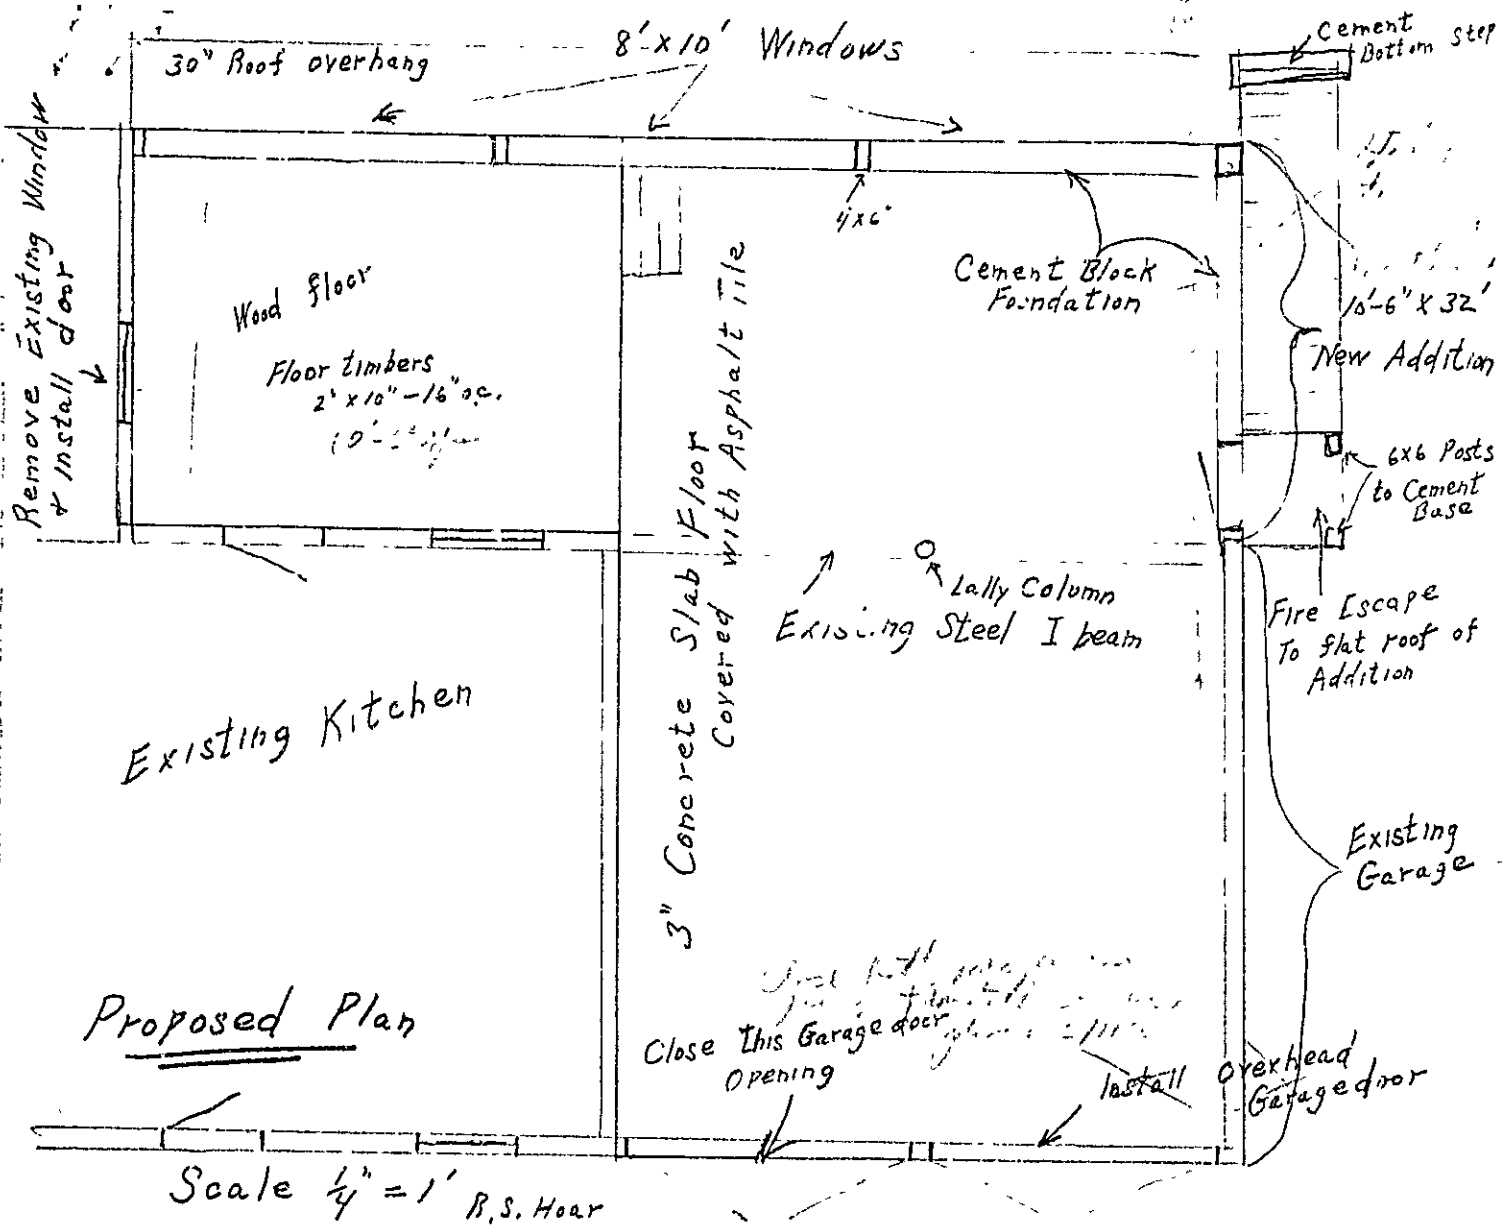 30" Roof overhang
8' x 10' Windows
Cement
Bottom Step
Remove Existing Window
+ install door
4x6"
Wood floor
Floor timbers
2' x 10" - 16" o.c.
Cement Block
Foundation
10'-6" X 32'
New Addition
6x6 Posts
to Cement
Base
3" Concrete Slab Floor
Covered with Asphalt Tile
Lally Column
Existing Steel I beam
Fire Escape
To flat roof of
Addition
Existing Kitchen
Existing
Garage
Proposed Plan
Close this Garage door
Opening
Install Overhead
Garage door
Scale 1/4" = 1'
R.S. Hoar